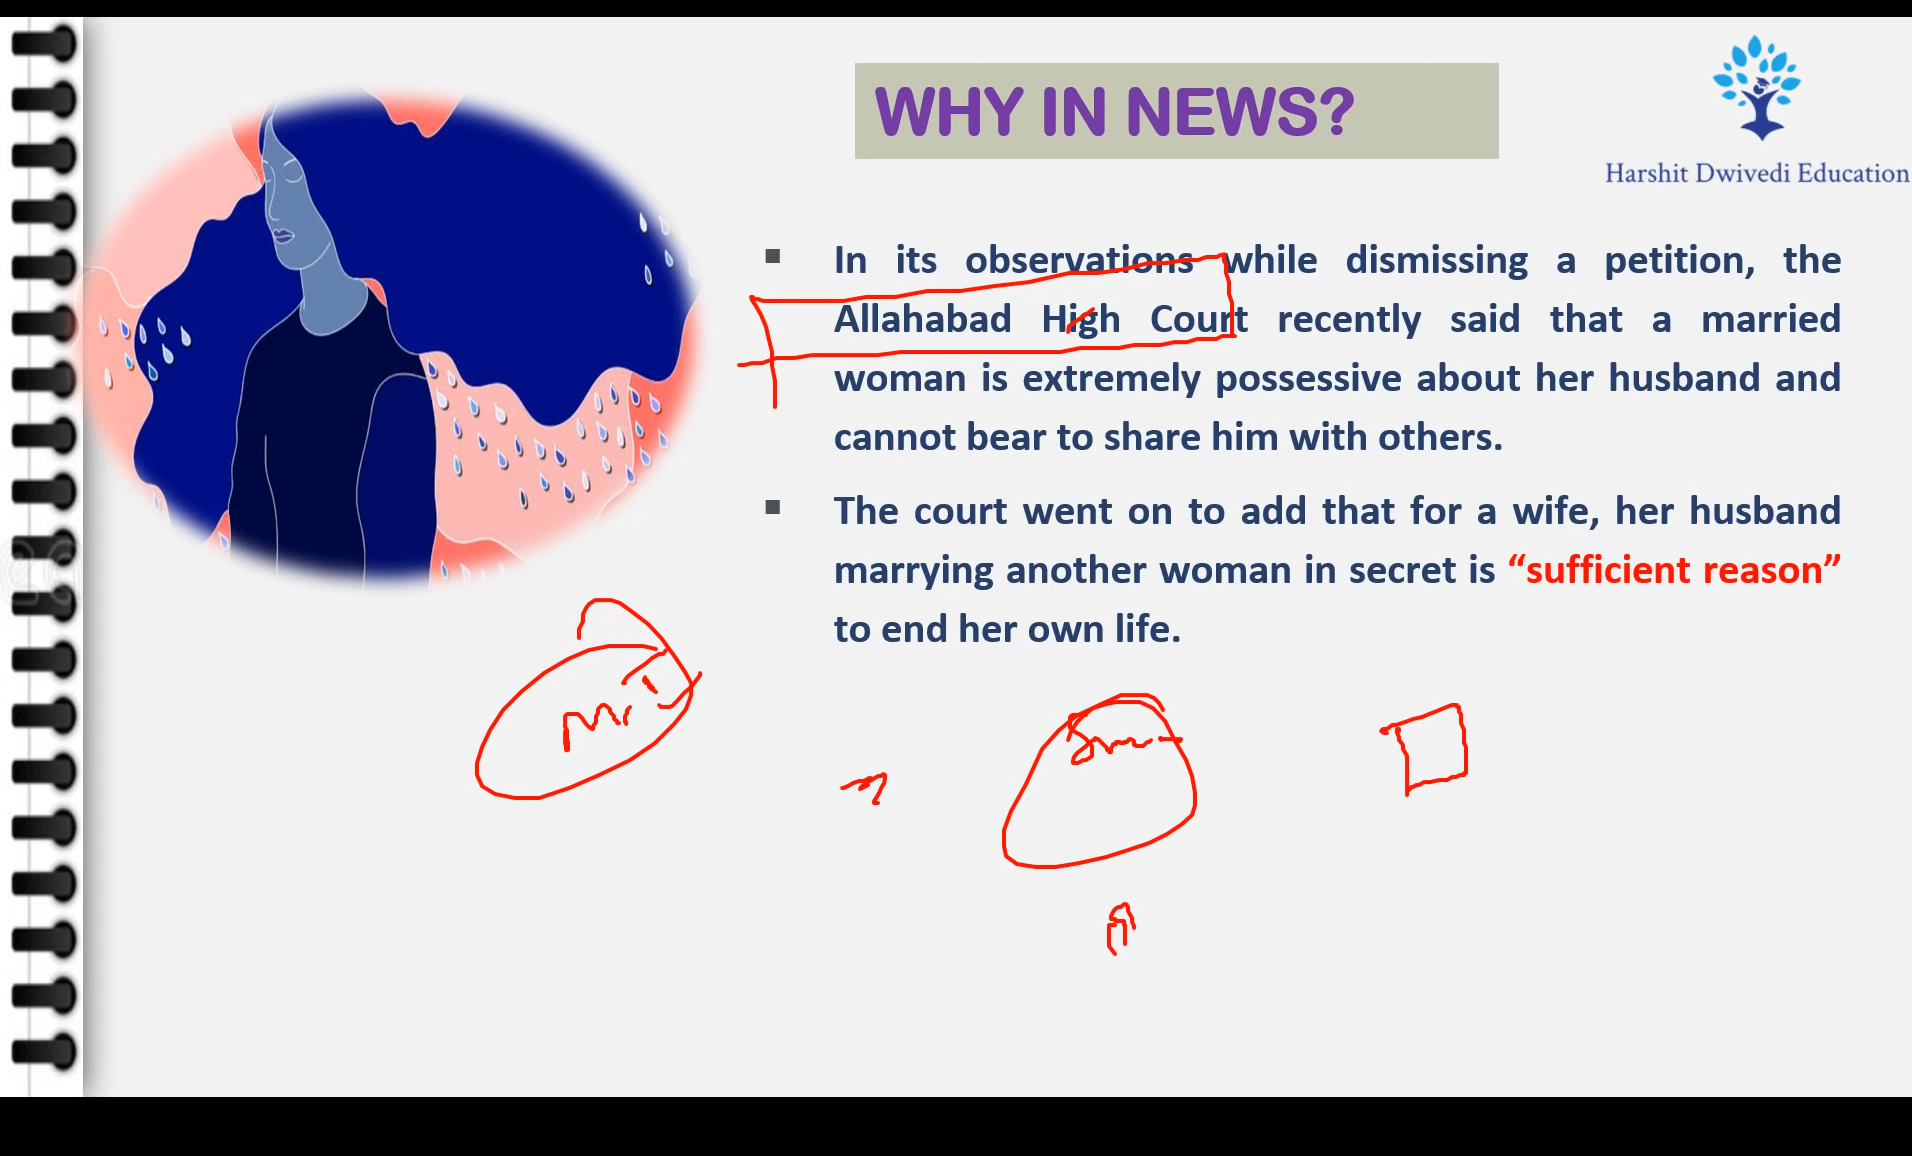 WHY IN NEWS?
Harshit Dwivedi Education
▪ In its observations while dismissing a petition, the
Allahabad High Court recently said that a married
woman is extremely possessive about her husband and
cannot bear to share him with others.
▪ The court went on to add that for a wife, her husband
marrying another woman in secret is “sufficient reason”
to end her own life.